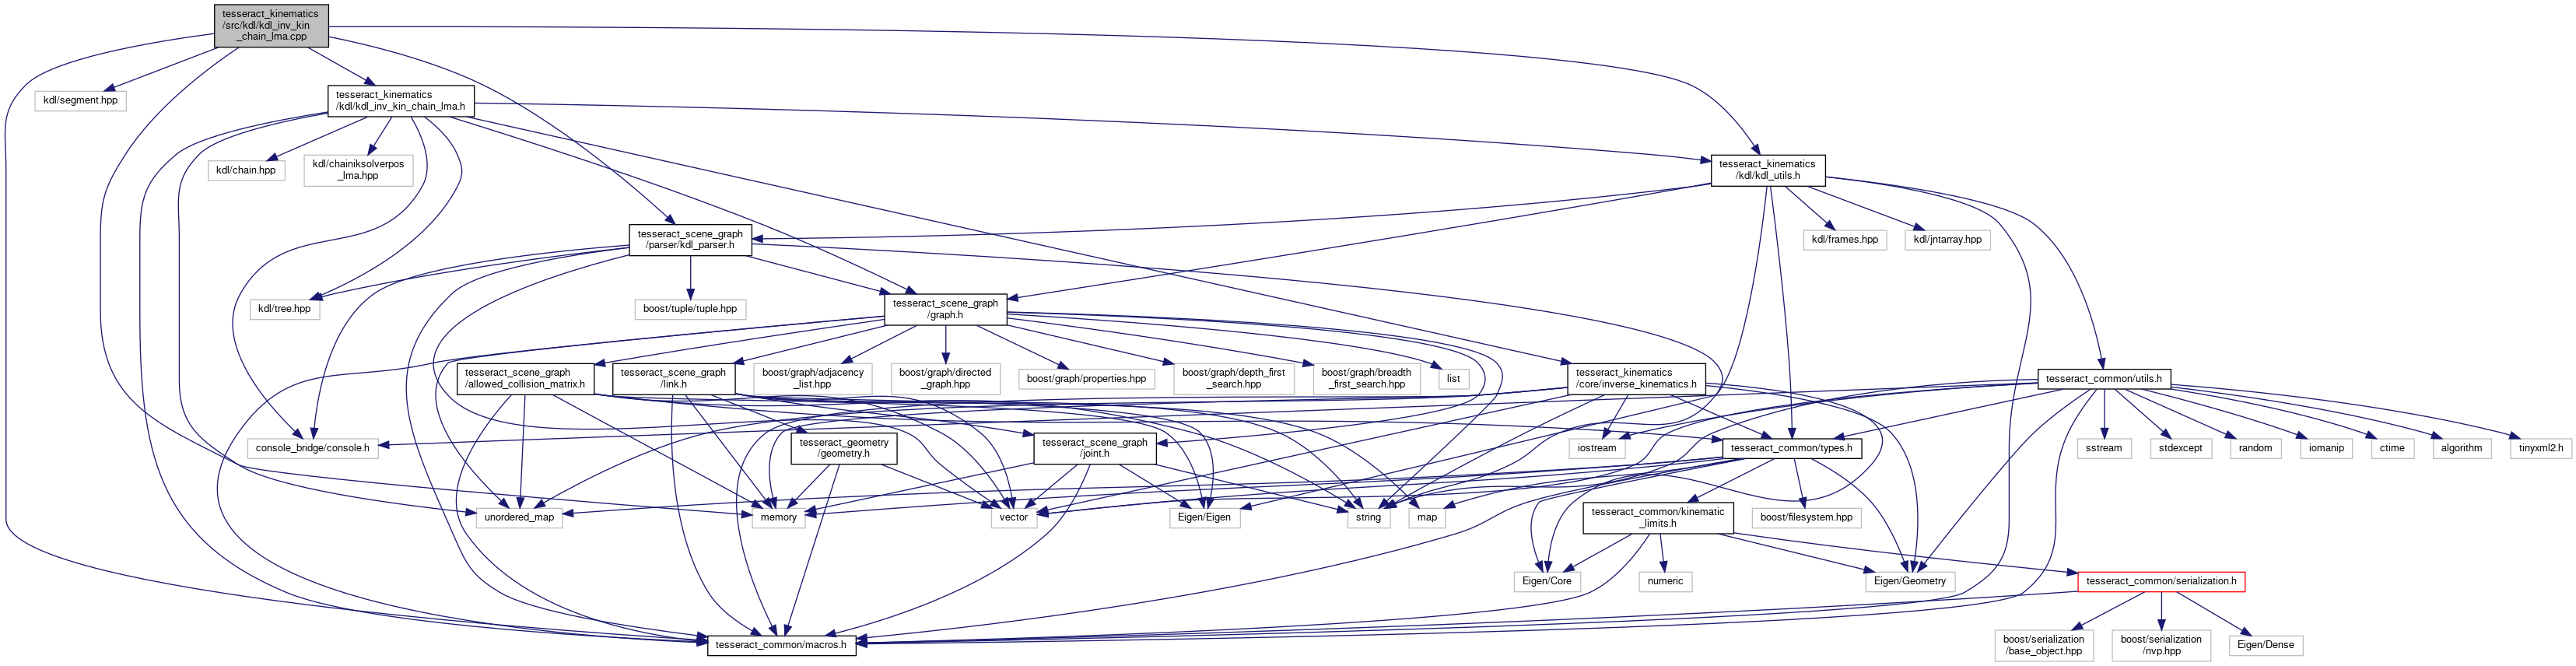 tesseract_kinematics
/src/kdl/kdl_inv_kin
_chain_lma.cpp
kdl/segment.hpp
tesseract_kinematics
/kdl/kdl_inv_kin_chain_lma.h
kdl/chain.hpp
kdl/chainiksolverpos
_lma.hpp
tesseract_kinematics
/kdl/kdl_utils.h
tesseract_scene_graph
/parser/kdl_parser.h
kdl/frames.hpp
kdl/jntarray.hpp
kdl/tree.hpp
boost/tuple/tuple.hpp
tesseract_scene_graph
/graph.h
tesseract_scene_graph
/allowed_collision_matrix.h
tesseract_scene_graph
/link.h
boost/graph/adjacency
_list.hpp
boost/graph/directed
_graph.hpp
boost/graph/properties.hpp
boost/graph/depth_first
_search.hpp
boost/graph/breadth
_first_search.hpp
list
tesseract_kinematics
/core/inverse_kinematics.h
tesseract_common/utils.h
console_bridge/console.h
tesseract_geometry
/geometry.h
tesseract_scene_graph
/joint.h
iostream
tesseract_common/types.h
sstream
stdexcept
random
iomanip
ctime
algorithm
tinyxml2.h
unordered_map
memory
vector
Eigen/Eigen
string
map
tesseract_common/kinematic
_limits.h
boost/filesystem.hpp
Eigen/Core
numeric
Eigen/Geometry
tesseract_common/serialization.h
tesseract_common/macros.h
boost/serialization
/base_object.hpp
boost/serialization
/nvp.hpp
Eigen/Dense